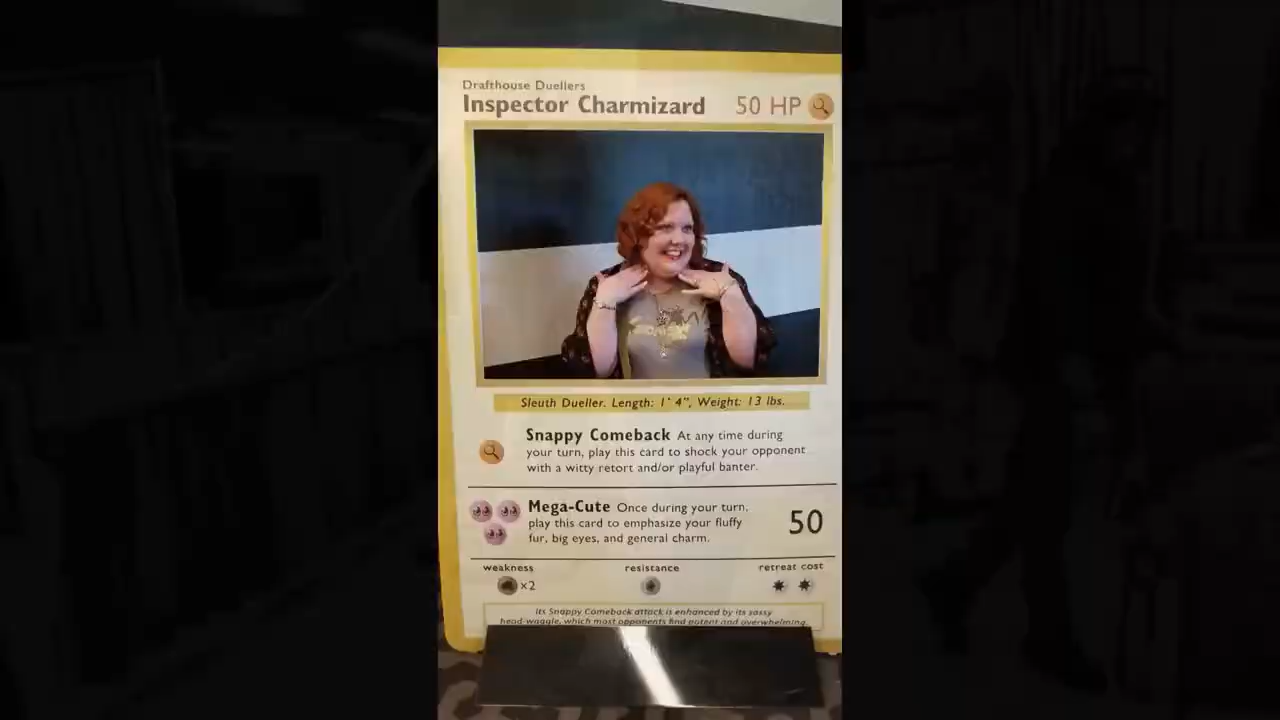 Drafthouse Duellers
Inspector Charmizard 50 HP
Sleuth Dueller. Length: 1' 4", Weight: 13 lbs.
Snappy Comeback At any time during
your turn, play this card to shock your opponent
with a witty retort and/or playful banter.
Mega-Cute Once during your turn,
play this card to emphasize your fluffy
fur, big eyes, and general charm.
50
weakness resistance retreat cost
×2
Its Snappy Comeback attack is enhanced by its sassy
head-waggle, which most opponents find potent and overwhelming.